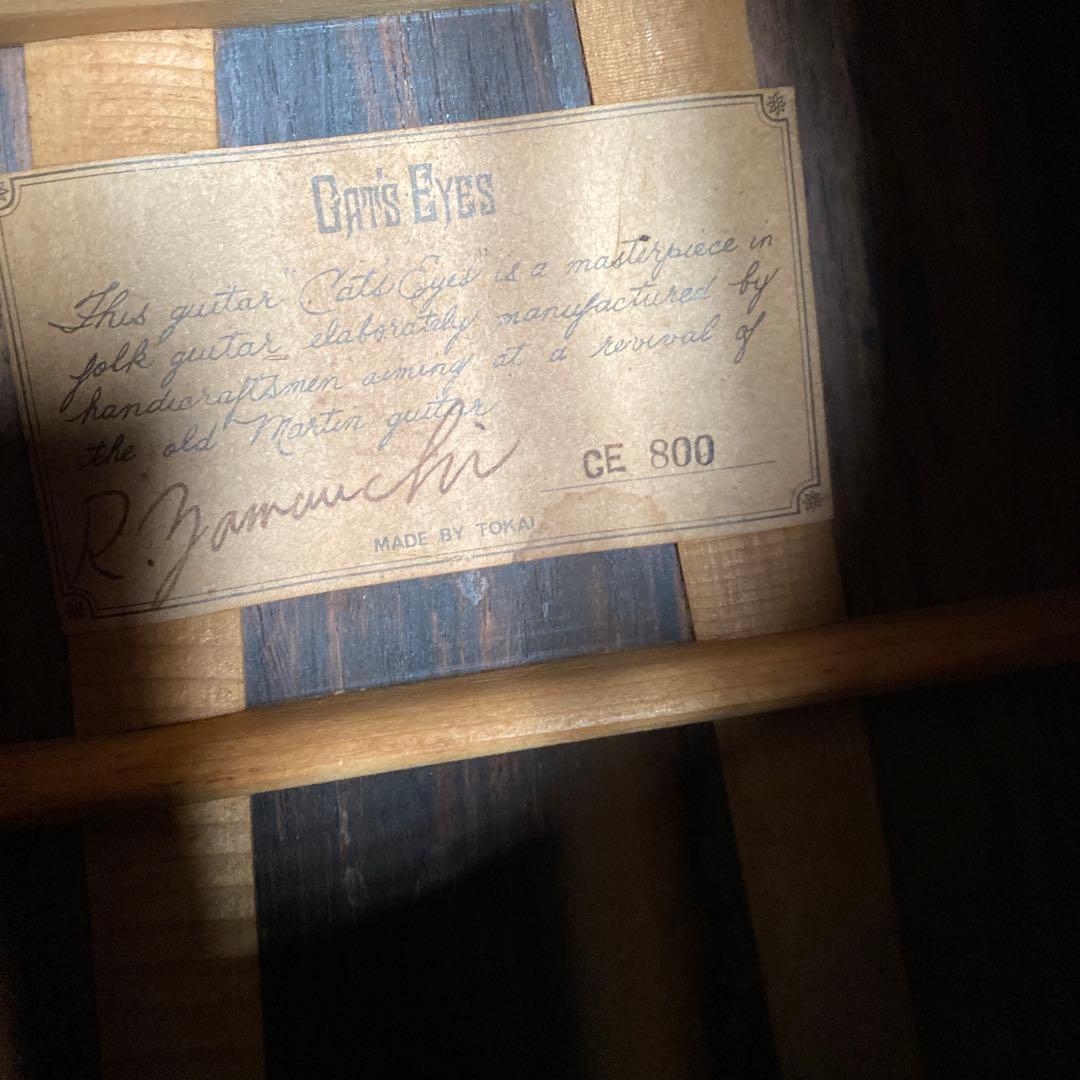 CAT'S EYES
This guitar "Cat's Eyes" is a masterpiece in
folk guitar elaborately manufactured by
handicraftsmen aiming at a revival of
the old Martin guitar
R. Yamauchi
CE 800
MADE BY TOKAI